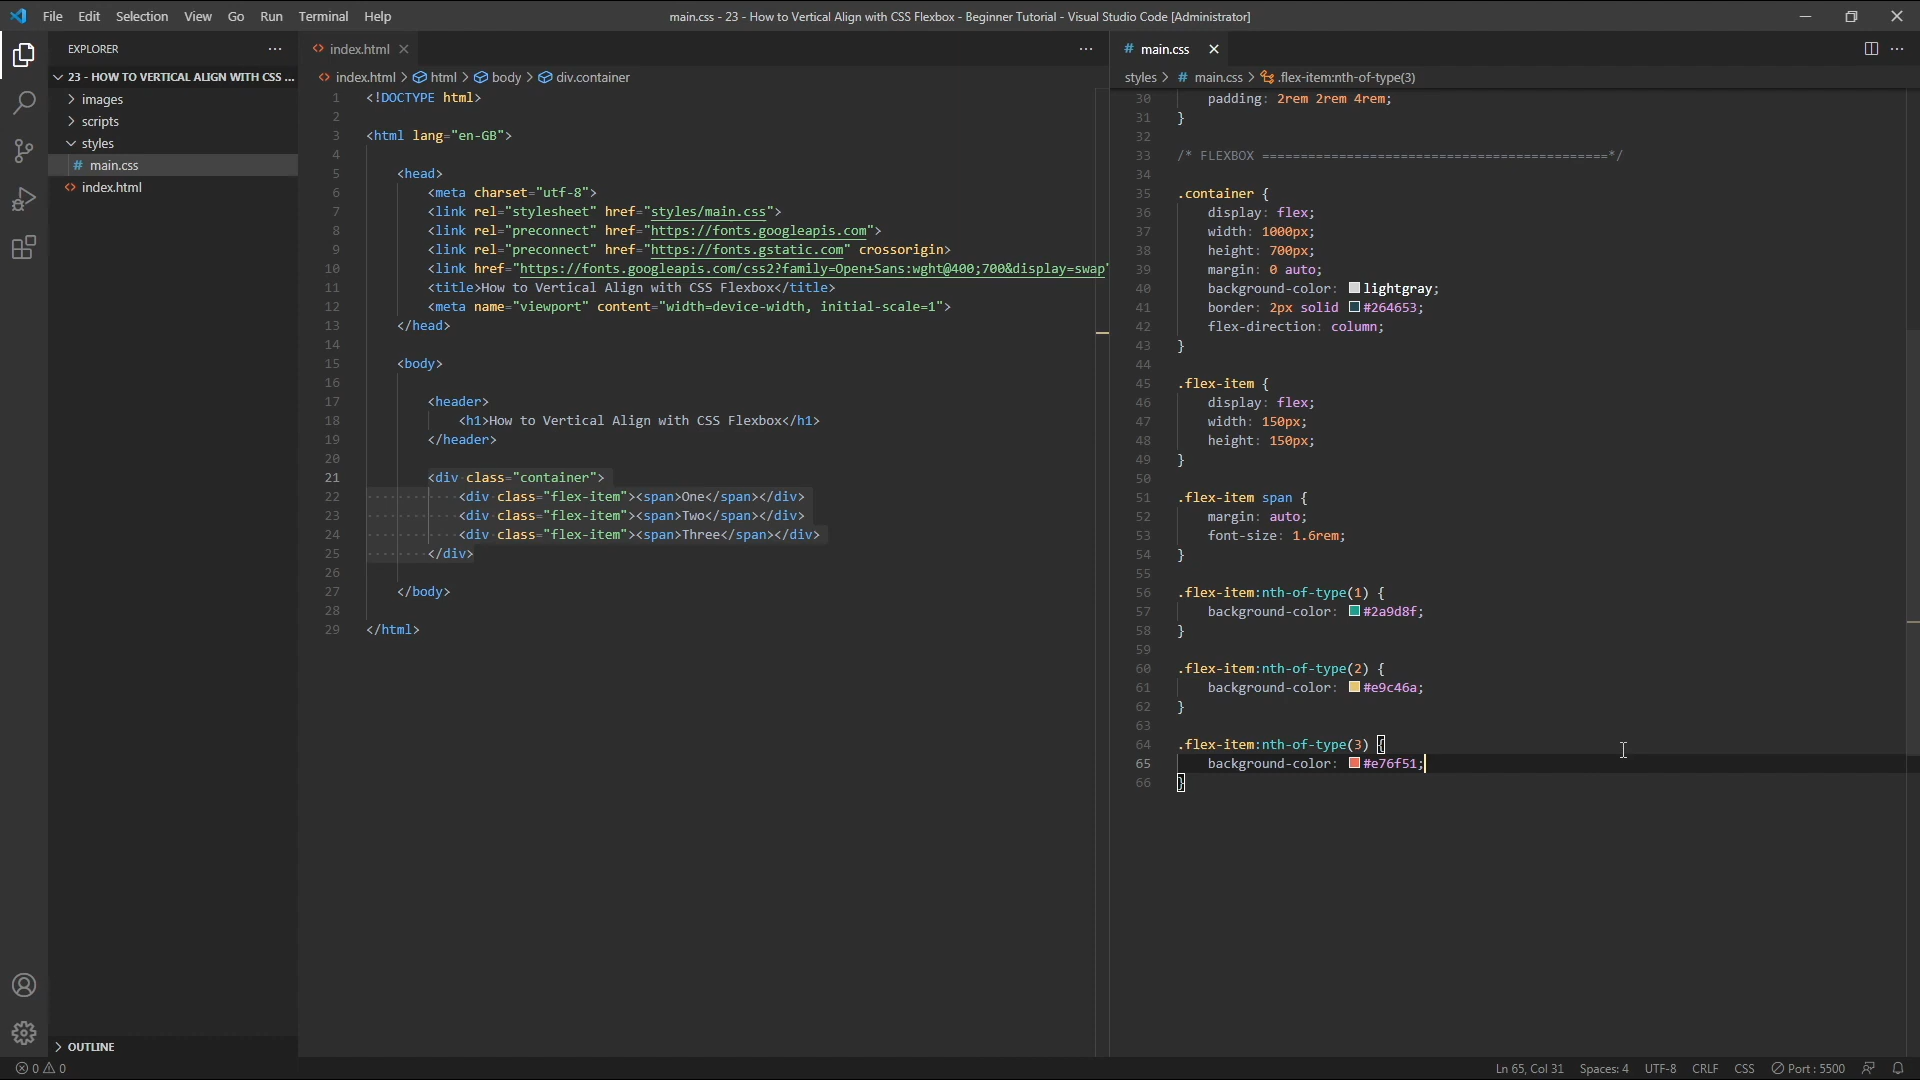 File Edit Selection View Go Run Terminal Help
main.css - 23 - How to Vertical Align with CSS Flexbox - Beginner Tutorial - Visual Studio Code [Administrator]
EXPLORER
23 - HOW TO VERTICAL ALIGN WITH CSS ...
images
scripts
styles
# main.css
<> index.html
OUTLINE
<> index.html
<> index.html > html > body > div.container
1 <!DOCTYPE html>
2
3 <html lang="en-GB">
4
5 <head>
6 <meta charset="utf-8">
7 <link rel="stylesheet" href="styles/main.css">
8 <link rel="preconnect" href="https://fonts.googleapis.com">
9 <link rel="preconnect" href="https://fonts.gstatic.com" crossorigin>
10 <link href="https://fonts.googleapis.com/css2?family=Open+Sans:wght@400;700&display=swap"
11 <title>How to Vertical Align with CSS Flexbox</title>
12 <meta name="viewport" content="width=device-width, initial-scale=1">
13 </head>
14
15 <body>
16
17 <header>
18 <h1>How to Vertical Align with CSS Flexbox</h1>
19 </header>
20
21 <div class="container">
22 <div class="flex-item"><span>One</span></div>
23 <div class="flex-item"><span>Two</span></div>
24 <div class="flex-item"><span>Three</span></div>
25 </div>
26
27 </body>
28
29 </html>
# main.css
styles > # main.css > .flex-item:nth-of-type(3)
30 padding: 2rem 2rem 4rem;
31 }
32
33 /* FLEXBOX =============================================*/
34
35 .container {
36 display: flex;
37 width: 1000px;
38 height: 700px;
39 margin: 0 auto;
40 background-color: lightgray;
41 border: 2px solid #264653;
42 flex-direction: column;
43 }
44
45 .flex-item {
46 display: flex;
47 width: 150px;
48 height: 150px;
49 }
50
51 .flex-item span {
52 margin: auto;
53 font-size: 1.6rem;
54 }
55
56 .flex-item:nth-of-type(1) {
57 background-color: #2a9d8f;
58 }
59
60 .flex-item:nth-of-type(2) {
61 background-color: #e9c46a;
62 }
63
64 .flex-item:nth-of-type(3) {
65 background-color: #e76f51;
66 }
0 0
Ln 65, Col 31 Spaces: 4 UTF-8 CRLF CSS Port : 5500